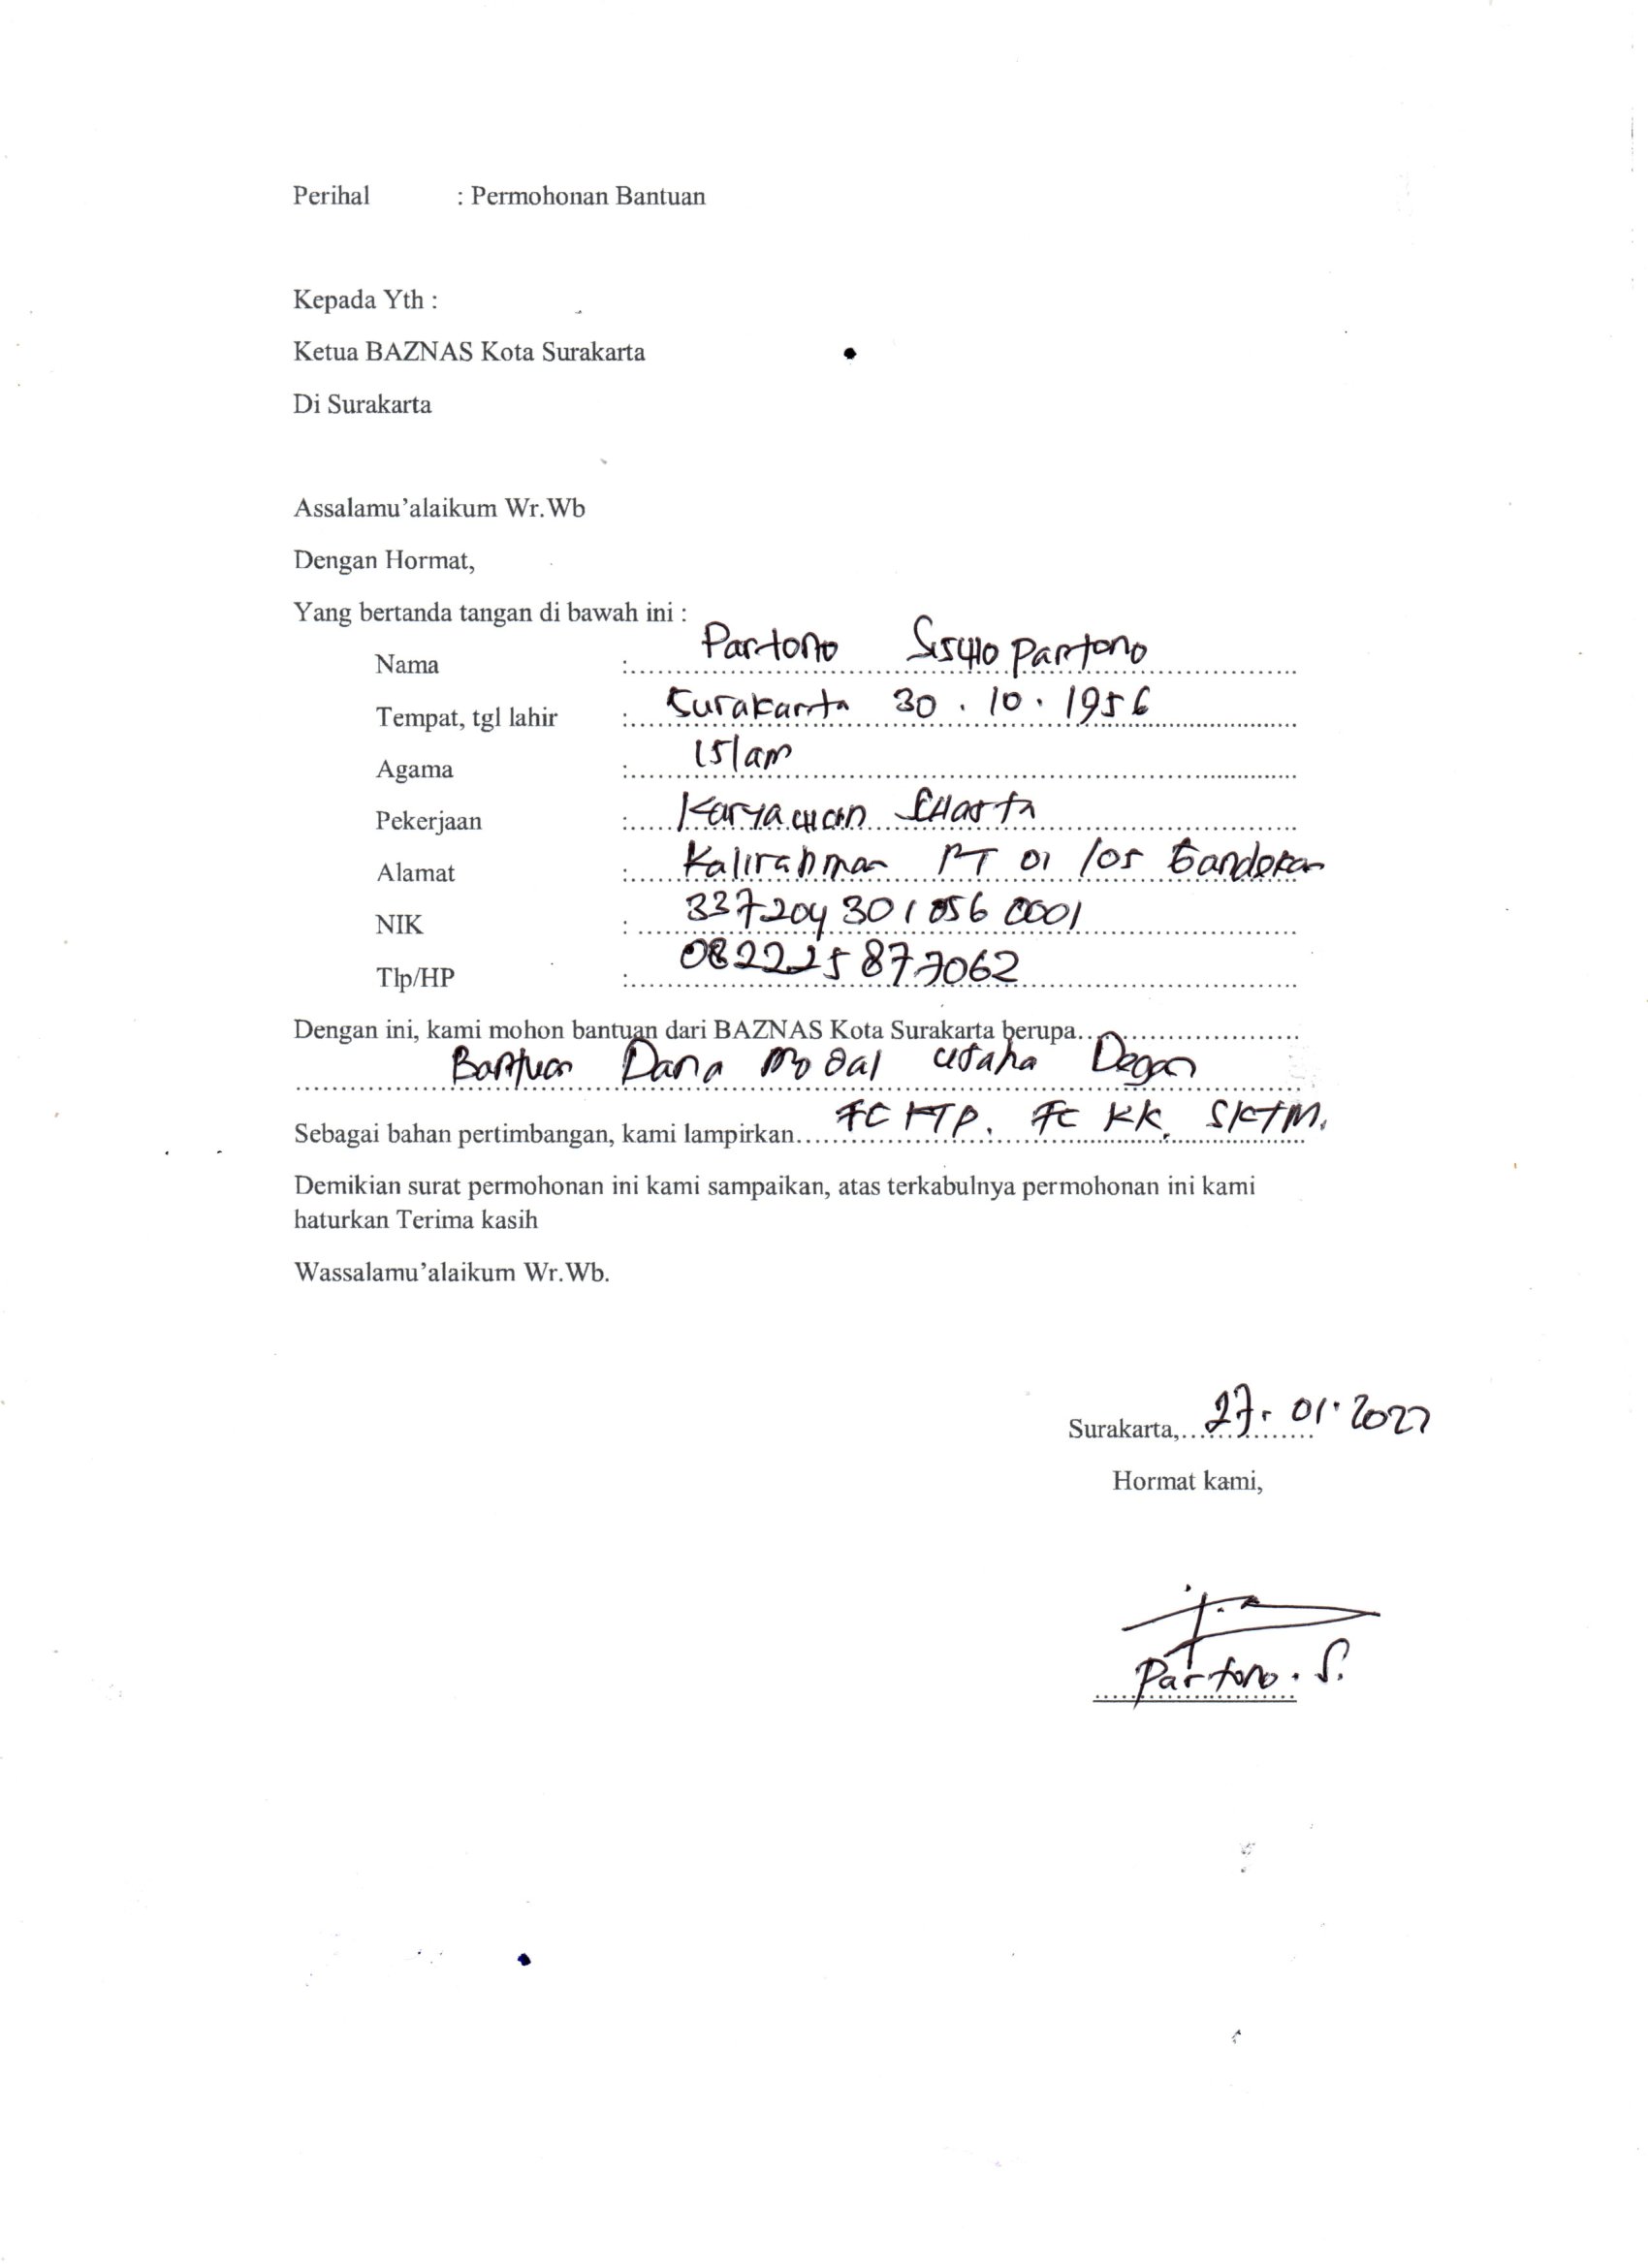 Perihal : Permohonan Bantuan
Kepada Yth :
Ketua BAZNAS Kota Surakarta
Di Surakarta
Assalamu’alaikum Wr.Wb
Dengan Hormat,
Yang bertanda tangan di bawah ini :
Nama : Partono Siswo Partono
Tempat, tgl lahir : Surakarta 30 . 10 . 1956
Agama : Islam
Pekerjaan : Karyawan Swasta
Alamat : Kalirahman RT 01 /05 Gandekan
NIK : 3372043010560001
Tlp/HP : 082225877062
Dengan ini, kami mohon bantuan dari BAZNAS Kota Surakarta berupa
Bantuan Dana Modal Usaha Degan
Sebagai bahan pertimbangan, kami lampirkan FC KTP. FC KK. SKTM.
Demikian surat permohonan ini kami sampaikan, atas terkabulnya permohonan ini kami
haturkan Terima kasih
Wassalamu’alaikum Wr.Wb.
Surakarta, 27. 01. 2022
Hormat kami,
Partono. S.